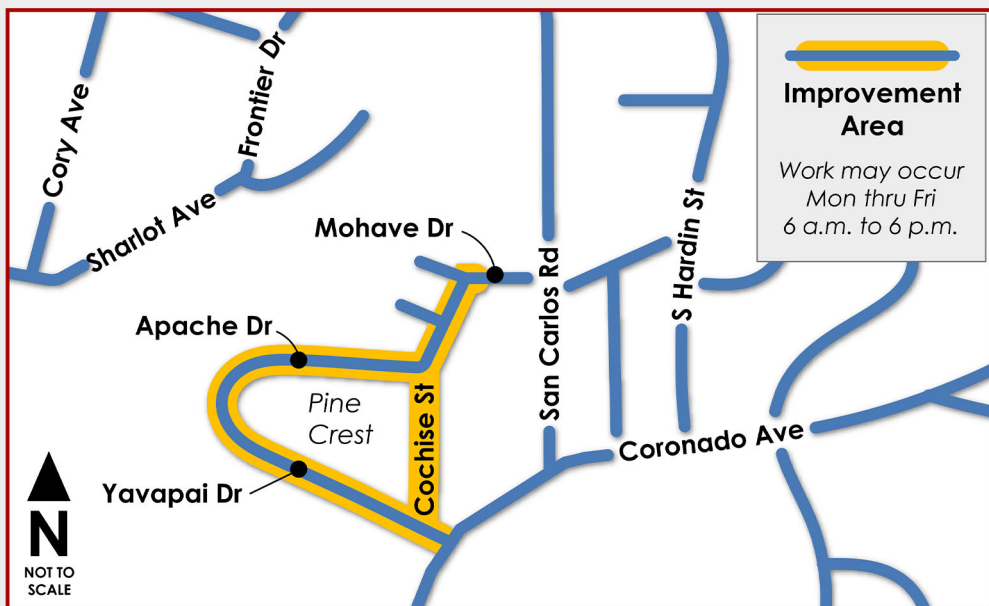 Cory Ave
Frontier Dr
Sharlot Ave
Mohave Dr
Apache Dr
Pine
Crest
Yavapai Dr
Cochise St
San Carlos Rd
S Hardin St
Coronado Ave
Improvement
Area
Work may occur
Mon thru Fri
6 a.m. to 6 p.m.
N
NOT TO
SCALE